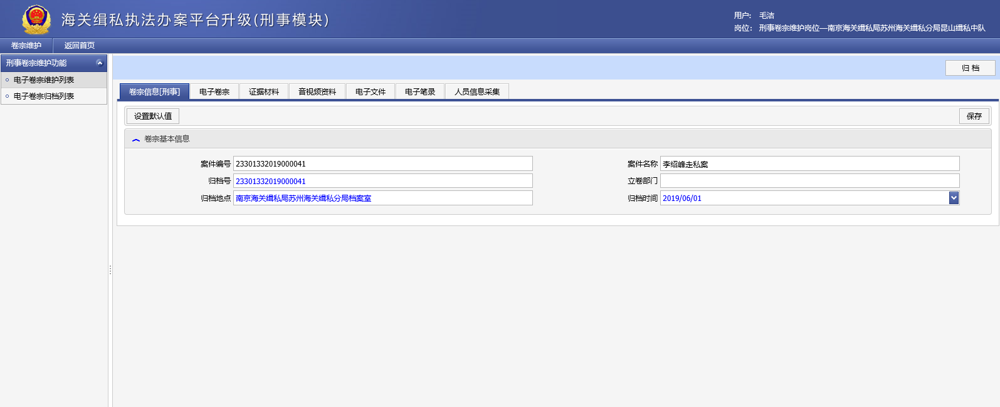 海关缉私执法办案平台升级(刑事模块)
用户: 毛洁
岗位: 刑事卷宗维护岗位—南京海关缉私局苏州海关缉私分局昆山缉私中队
卷宗维护 返回首页
刑事卷宗维护功能
电子卷宗维护列表
电子卷宗归档列表
归 档
卷宗信息[刑事] 电子卷宗 证据材料 音视频资料 电子文件 电子笔录 人员信息采集
设置默认值 保存
卷宗基本信息
案件编号 23301332019000041 案件名称 李绍峰走私案
归档号 23301332019000041 立卷部门
归档地点 南京海关缉私局苏州海关缉私分局档案室 归档时间 2019/06/01